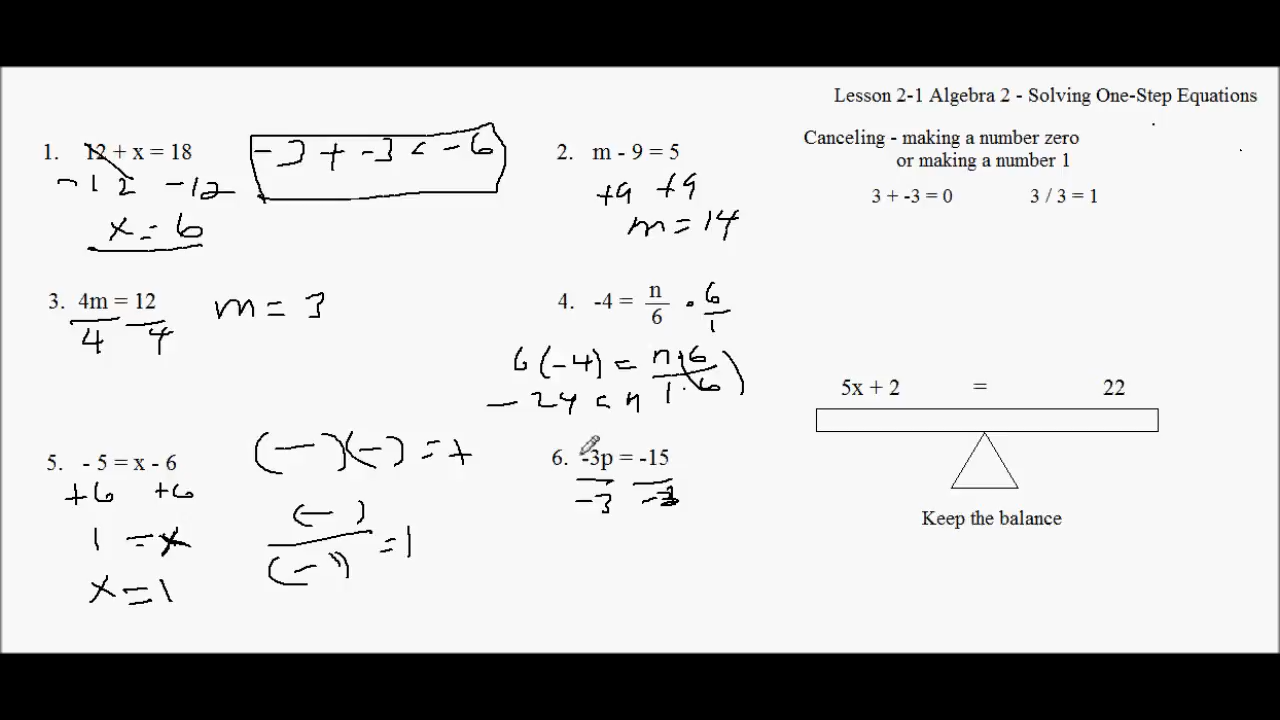 Lesson 2-1 Algebra 2 - Solving One-Step Equations
Canceling - making a number zero
or making a number 1
3 + -3 = 0 3 / 3 = 1
1. 12 + x = 18
-12 -12
x = 6
-3 + -3 = -6
2. m - 9 = 5
+9 +9
m = 14
3. 4m = 12
4 4
m = 3
4. -4 = n/6 · 6/1
6(-4) = n·6
1·6)
-24 = n
5. - 5 = x - 6
+6 +6
1 = x
x = 1
(-)(-) = +
(-)
(-) = 1
6. -3p = -15
-3 -3
5x + 2 = 22
Keep the balance